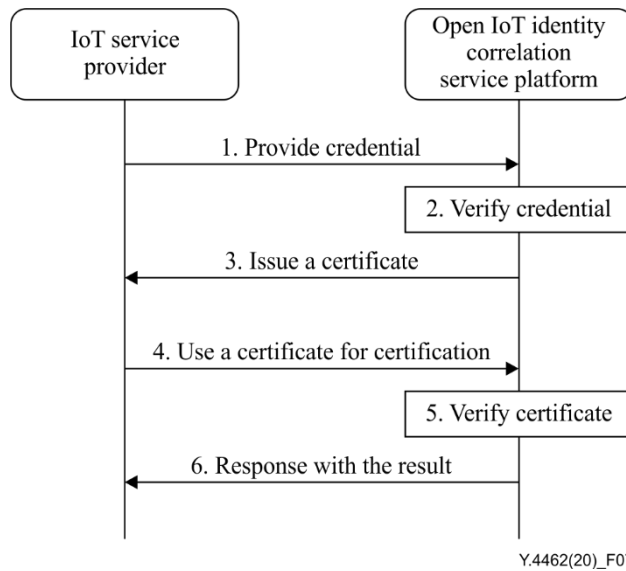 IoT service
provider
Open IoT identity
correlation
service platform
1. Provide credential
2. Verify credential
3. Issue a certificate
4. Use a certificate for certification
5. Verify certificate
6. Response with the result